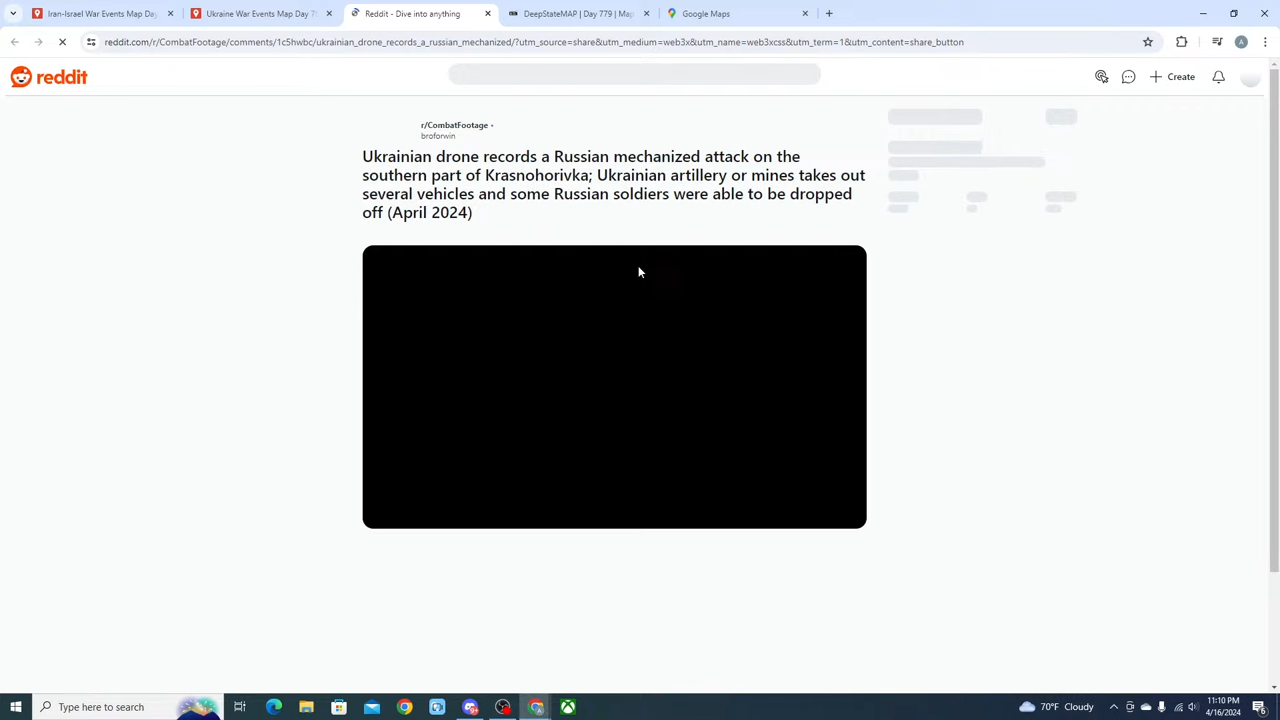 Iran-Israel War Events Map Day
Ukraine War Events Map Day 7
Reddit - Dive into anything
DeepStateMAP | Day 779 | Map
Google Maps
reddit.com/r/CombatFootage/comments/1c5hwbc/ukrainian_drone_records_a_russian_mechanized/?utm_source=share&utm_medium=web3x&utm_name=web3xcss&utm_term=1&utm_content=share_button
A
reddit
Create
r/CombatFootage •
broforwin
Ukrainian drone records a Russian mechanized attack on the
southern part of Krasnohorivka; Ukrainian artillery or mines takes out
several vehicles and some Russian soldiers were able to be dropped
off (April 2024)
Type here to search
70°F Cloudy
11:10 PM
4/16/2024
6